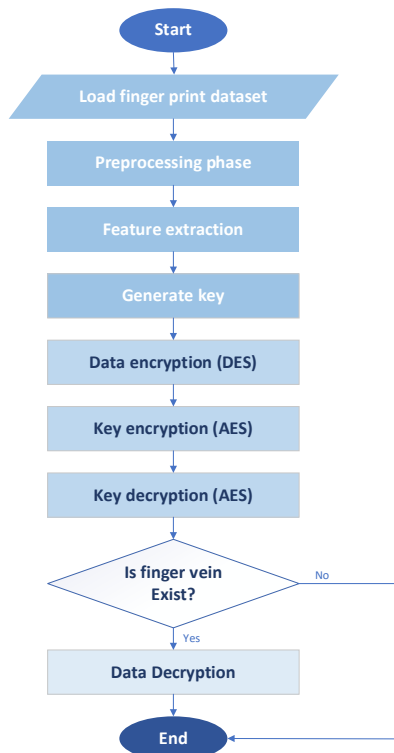 Start
Load finger print dataset
Preprocessing phase
Feature extraction
Generate key
Data encryption (DES)
Key encryption (AES)
Key decryption (AES)
Is finger vein
Exist?
No
Yes
Data Decryption
End